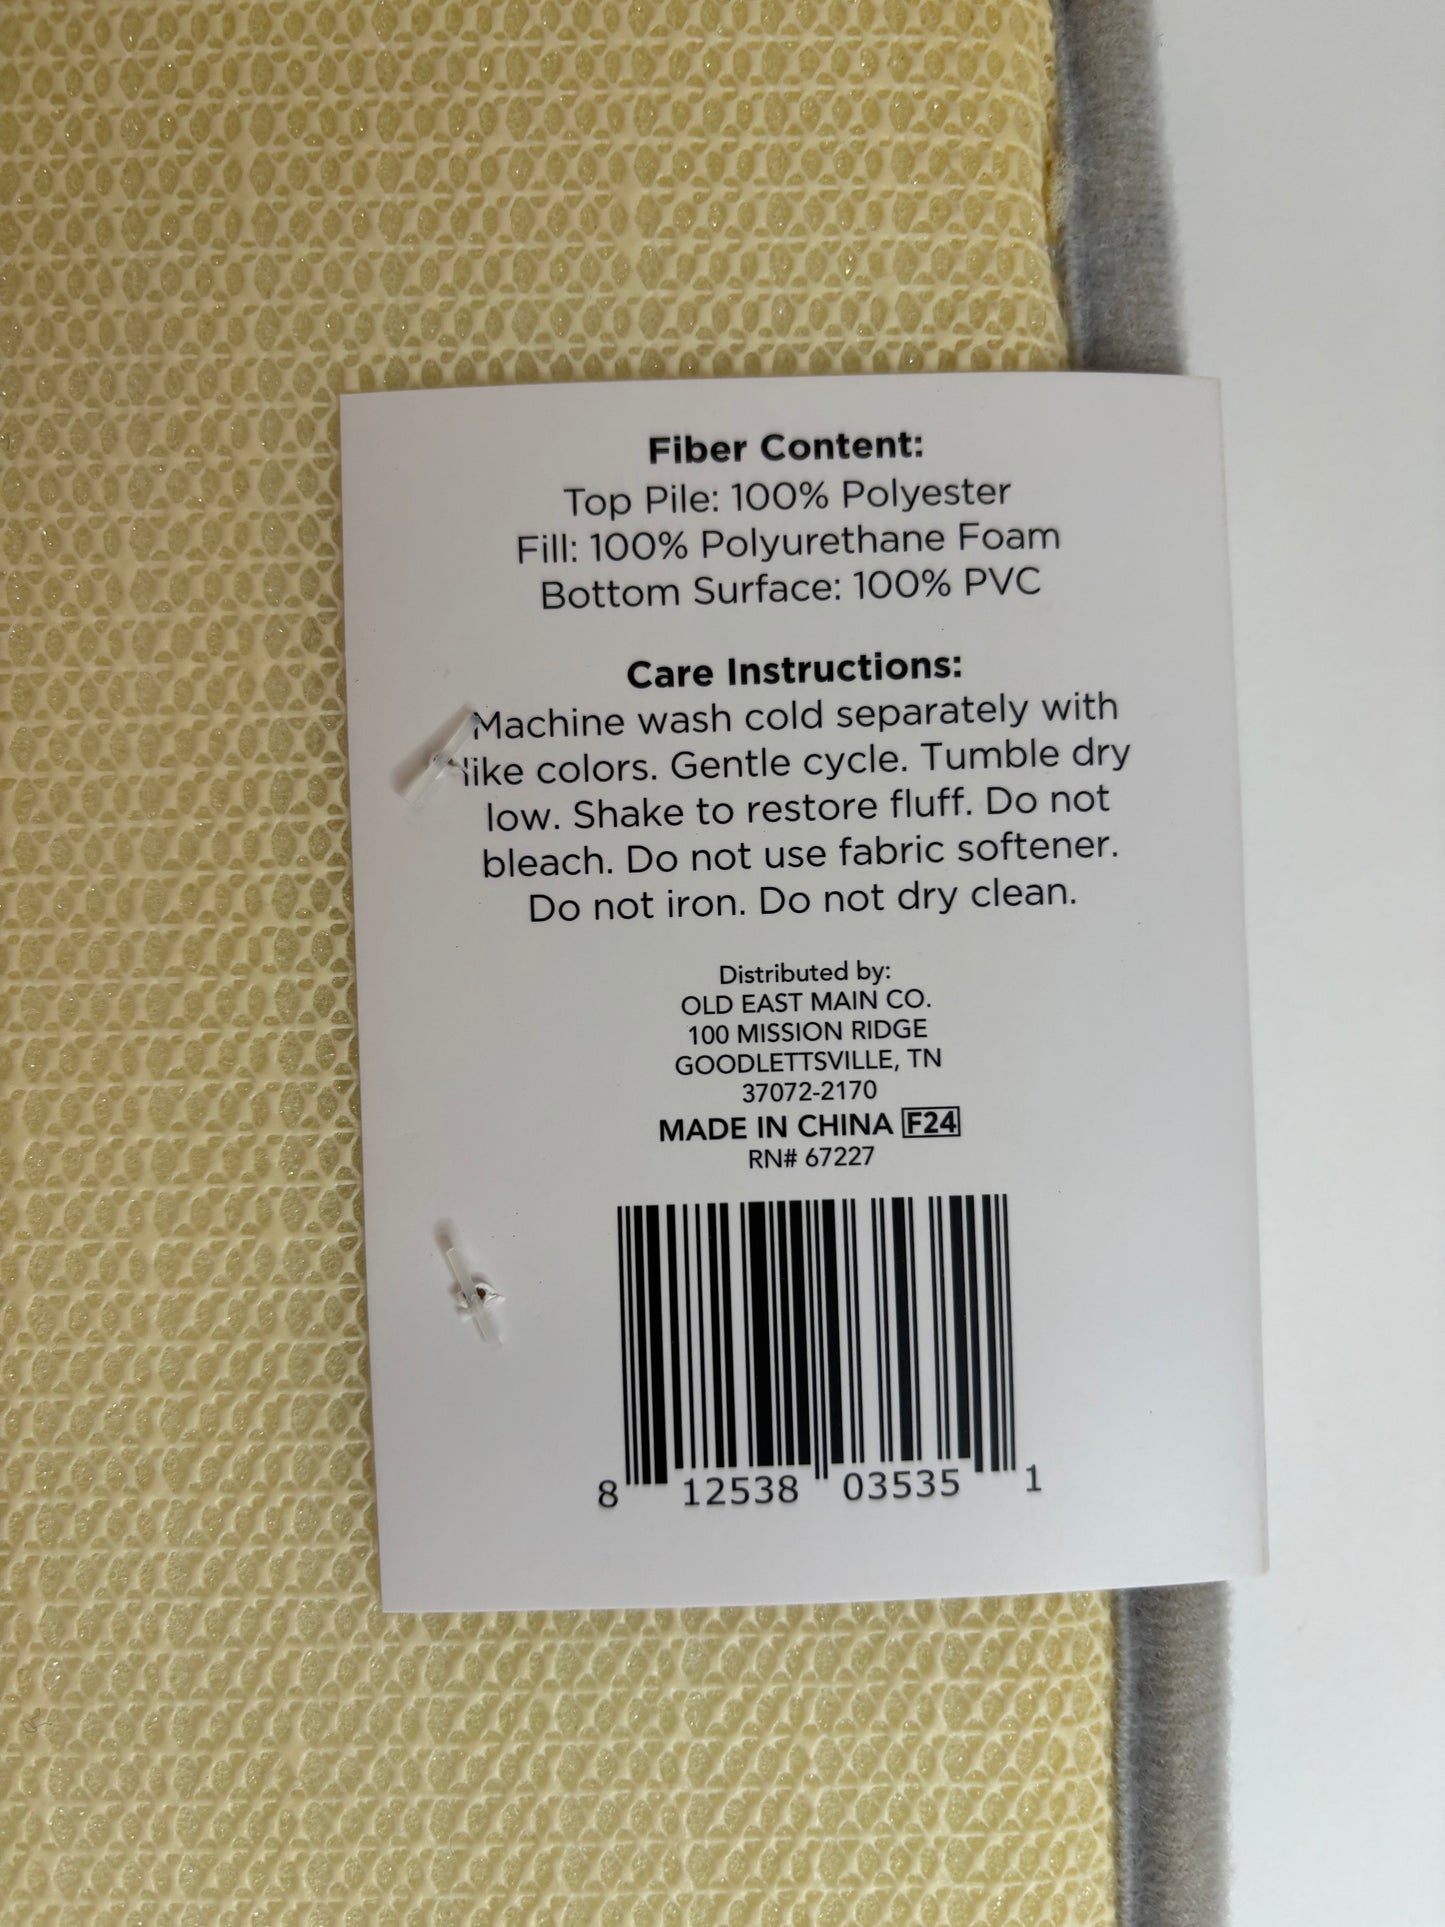 Fiber Content:
Top Pile: 100% Polyester
Fill: 100% Polyurethane Foam
Bottom Surface: 100% PVC
Care Instructions:
Machine wash cold separately with
like colors. Gentle cycle. Tumble dry
low. Shake to restore fluff. Do not
bleach. Do not use fabric softener.
Do not iron. Do not dry clean.
Distributed by:
OLD EAST MAIN CO.
100 MISSION RIDGE
GOODLETTSVILLE, TN
37072-2170
MADE IN CHINA F24
RN# 67227
8 12538 03535 1